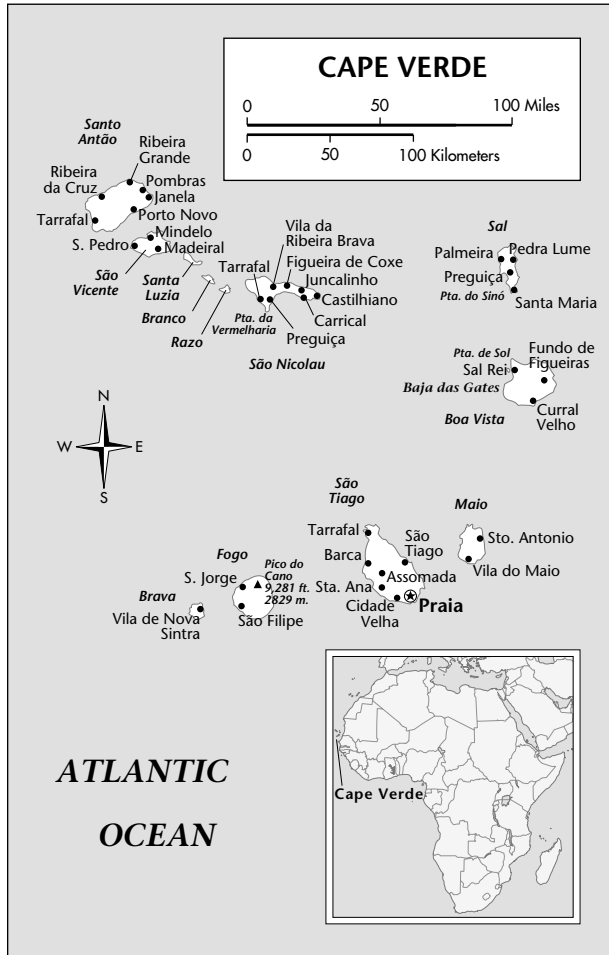 CAPE VERDE
0 50 100 Miles
0 50 100 Kilometers
Santo
Antão
Ribeira
Grande
Ribeira
da Cruz
Pombras
Janela
Tarrafal
Porto Novo
Mindelo
S. Pedro
Madeiral
São
Vicente
Santa
Luzia
Branco
Razo
Vila da
Ribeira Brava
Tarrafal
Figueira de Coxe
Juncalinho
Castilhiano
Pta. da
Vermelharia
Carrical
Preguiça
São Nicolau
Sal
Palmeira
Pedra Lume
Preguiça
Pta. do Sinó
Santa Maria
Pta. de Sol
Fundo de
Figueiras
Sal Rei
Baja das Gates
Curral
Velho
Boa Vista
N
W
E
S
São
Tiago
Maio
Tarrafal
São
Tiago
Sto. Antonio
Barca
Assomada
Vila do Maio
Sta. Ana
Cidade
Velha
Praia
Fogo
Pico do
Cano
9,281 ft.
2829 m.
S. Jorge
Brava
Vila de Nova
Sintra
São Filipe
ATLANTIC
OCEAN
Cape Verde